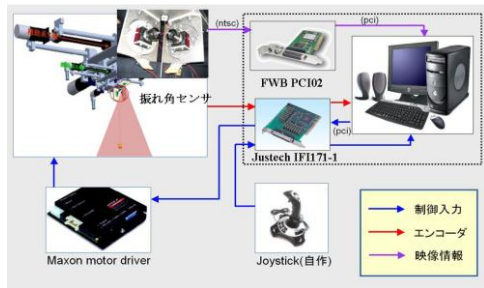 (ntsc)
(pci)
FWB PCI02
振れ角センサ
(pci)
Justech IFI171-1
Maxon motor driver
Joystick(自作)
制御入力
エンコーダ
映像情報